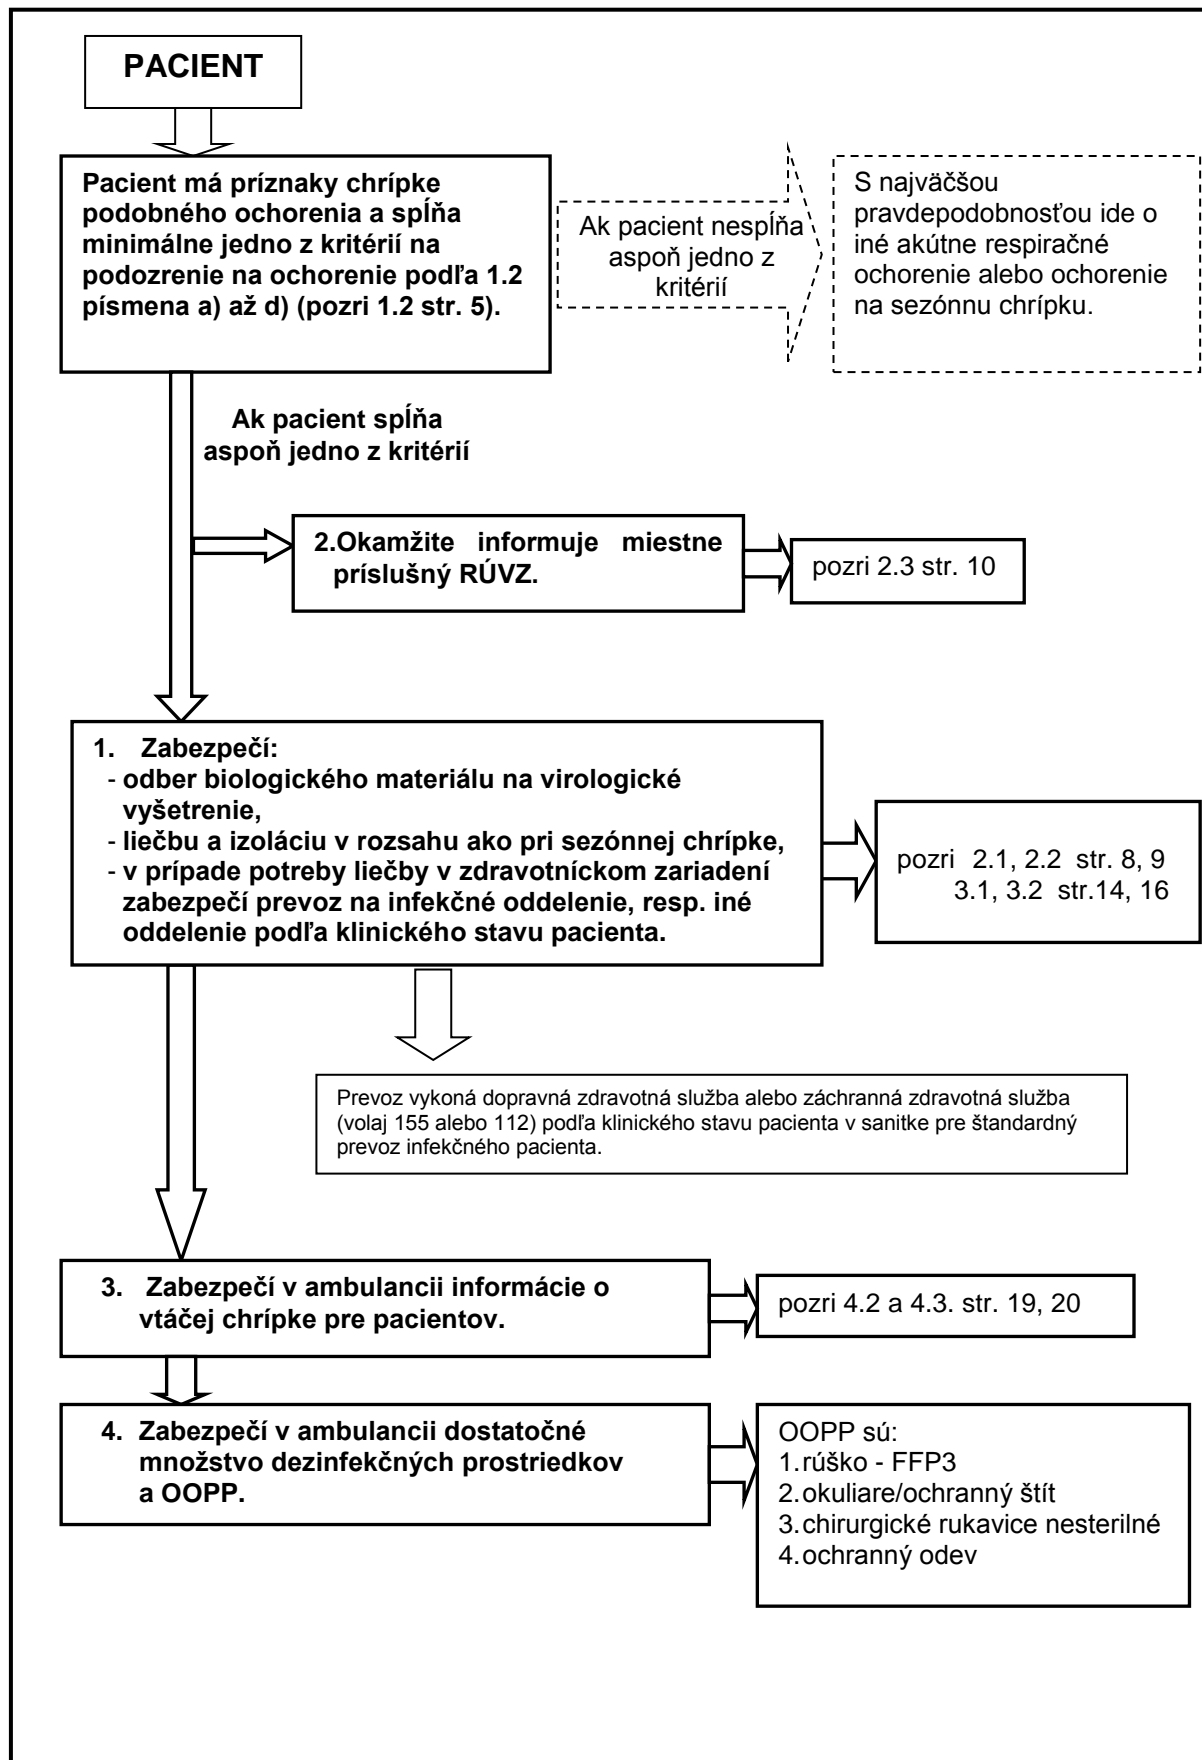 PACIENT
Pacient má príznaky chrípke
podobného ochorenia a spĺňa
minimálne jedno z kritérií na
podozrenie na ochorenie podľa 1.2
písmena a) až d) (pozri 1.2 str. 5).
Ak pacient nespĺňa
aspoň jedno z
kritérií
S najväčšou
pravdepodobnosťou ide o
iné akútne respiračné
ochorenie alebo ochorenie
na sezónnu chrípku.
Ak pacient spĺňa
aspoň jedno z kritérií
2.Okamžite informuje miestne
príslušný RÚVZ.
pozri 2.3 str. 10
1. Zabezpečí:
- odber biologického materiálu na virologické
vyšetrenie,
- liečbu a izoláciu v rozsahu ako pri sezónnej chrípke,
- v prípade potreby liečby v zdravotníckom zariadení
zabezpečí prevoz na infekčné oddelenie, resp. iné
oddelenie podľa klinického stavu pacienta.
pozri 2.1, 2.2 str. 8, 9
3.1, 3.2 str.14, 16
Prevoz vykoná dopravná zdravotná služba alebo záchranná zdravotná služba
(volaj 155 alebo 112) podľa klinického stavu pacienta v sanitke pre štandardný
prevoz infekčného pacienta.
3. Zabezpečí v ambulancii informácie o
vtáčej chrípke pre pacientov.
pozri 4.2 a 4.3. str. 19, 20
4. Zabezpečí v ambulancii dostatočné
množstvo dezinfekčných prostriedkov
a OOPP.
OOPP sú:
1.rúško - FFP3
2.okuliare/ochranný štít
3.chirurgické rukavice nesterilné
4.ochranný odev